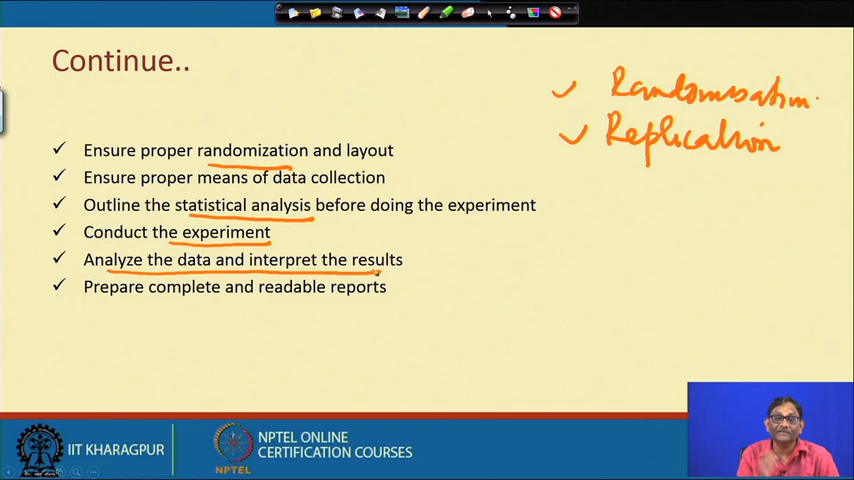 Continue..
✓ Randomisation
✓ Replication
✓ Ensure proper randomization and layout
✓ Ensure proper means of data collection
✓ Outline the statistical analysis before doing the experiment
✓ Conduct the experiment
✓ Analyze the data and interpret the results
✓ Prepare complete and readable reports
IIT KHARAGPUR
NPTEL
NPTEL ONLINE
CERTIFICATION COURSES